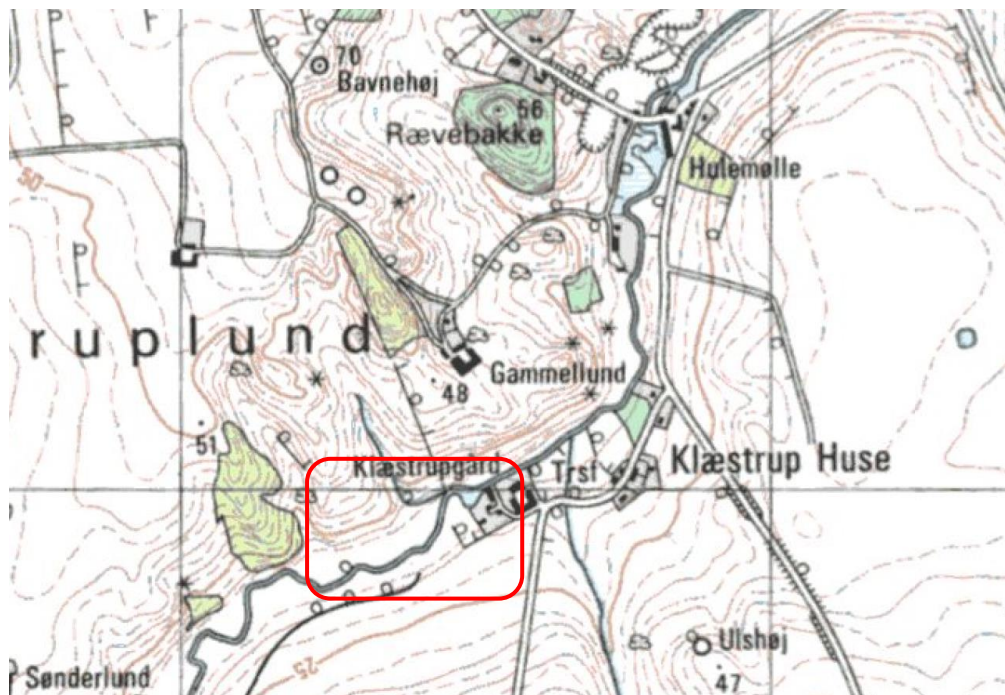 70
Bavnehøj
56
Rævebakke
Hulemølle
50
ruplund
Gammellund
48
51
Klæstrupgård
Trsf
Klæstrup Huse
P
25
Ulshøj
47
Sønderlund